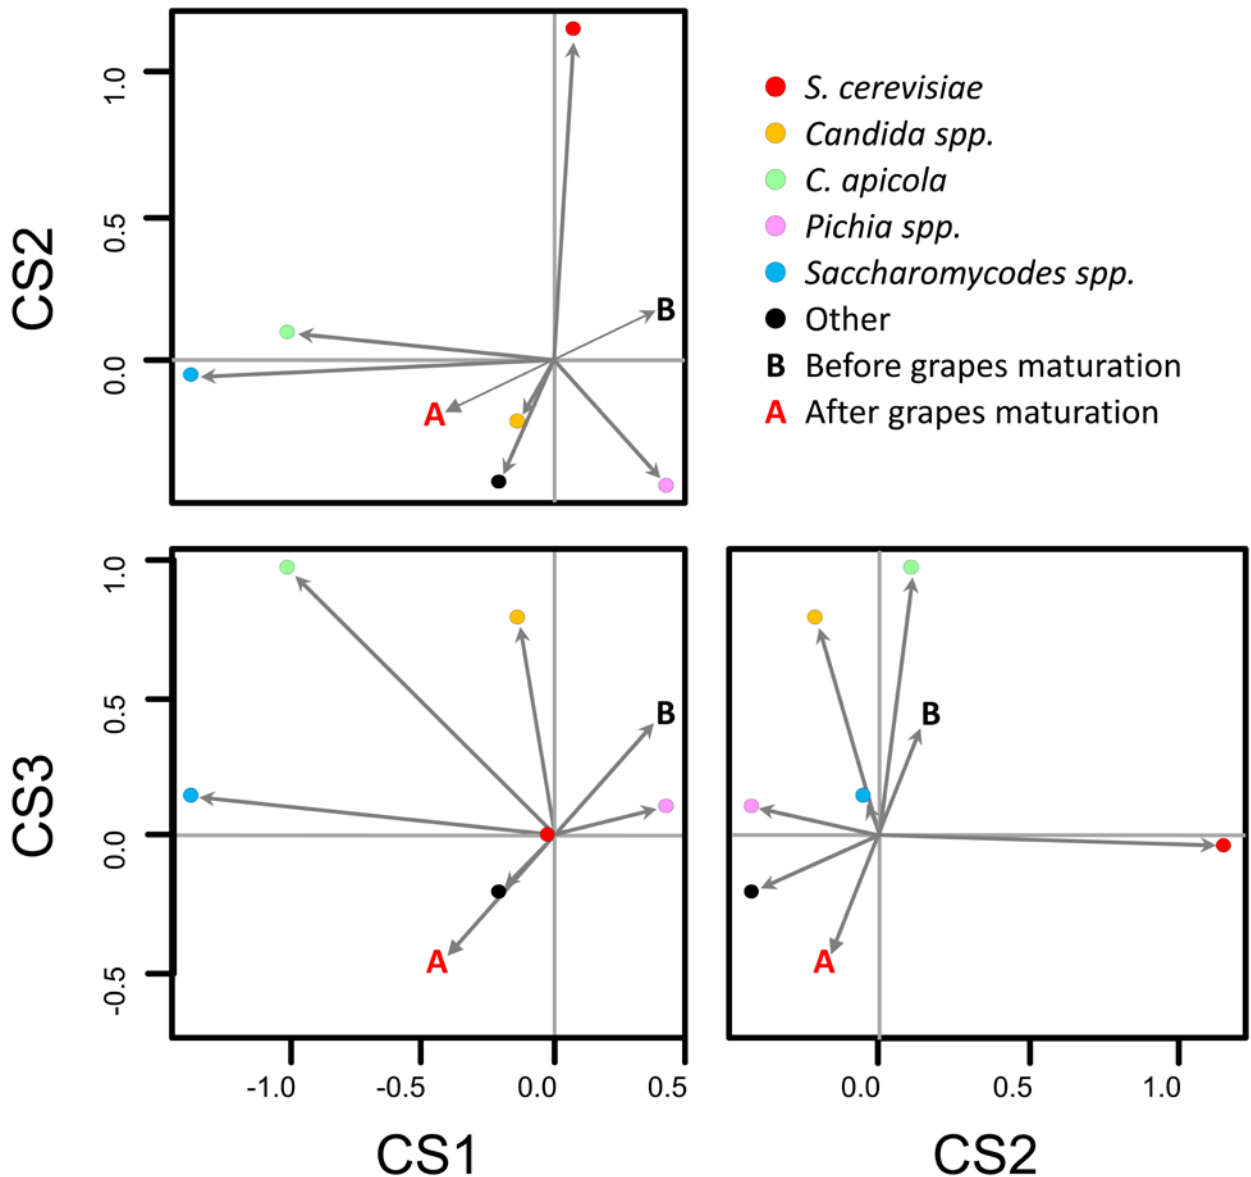 CS2
1.0
0.5
0.0
B
A
S. cerevisiae
Candida spp.
C. apicola
Pichia spp.
Saccharomycodes spp.
Other
B Before grapes maturation
A After grapes maturation
CS3
1.0
0.5
0.0
-0.5
B
A
B
A
-1.0 -0.5 0.0 0.5
0.0 0.5 1.0
CS1
CS2